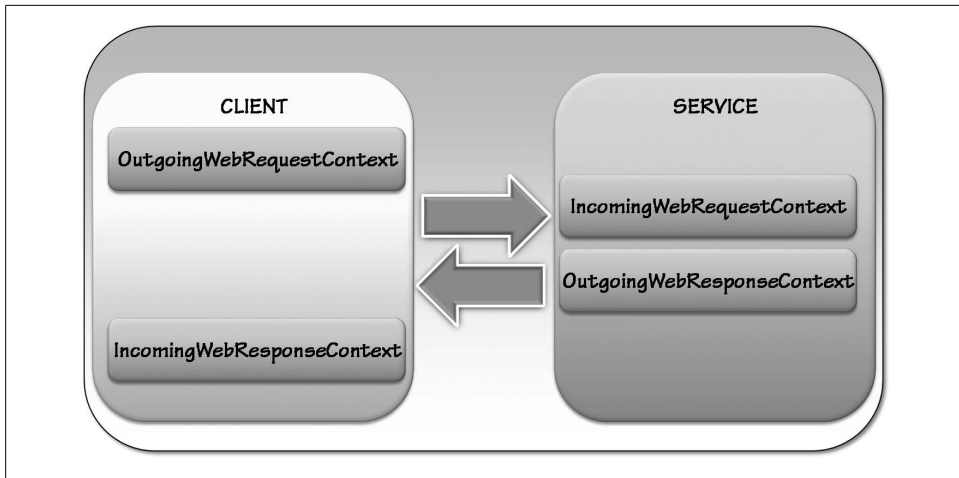 CLIENT
OutgoingWebRequestContext
IncomingWebResponseContext
SERVICE
IncomingWebRequestContext
OutgoingWebResponseContext